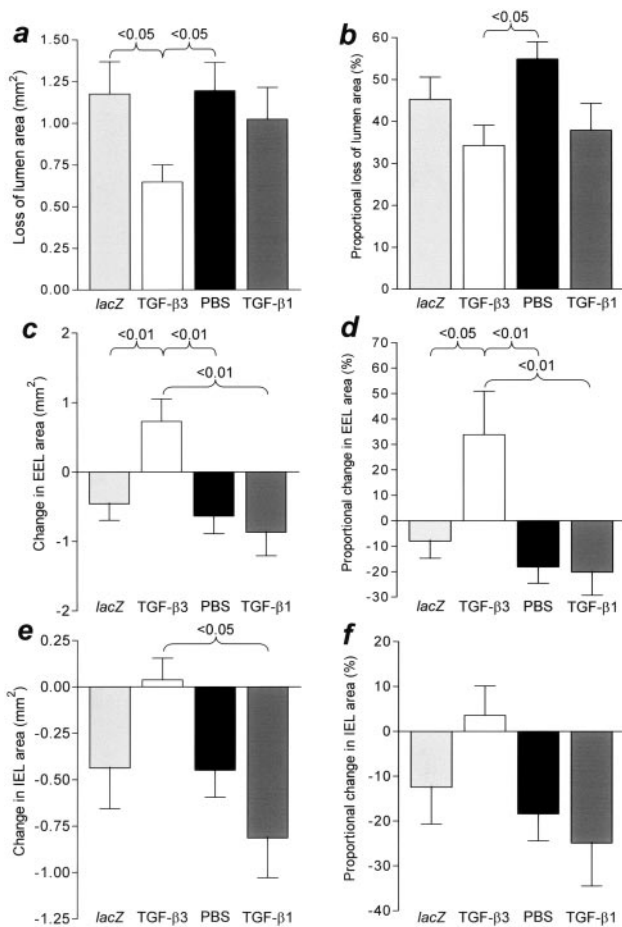 a
<0.05 <0.05
Loss of lumen area (mm²)
1.50
1.25
1.00
0.75
0.50
0.25
0.00
lacZ TGF-β3 PBS TGF-β1
b
<0.05
Proportional loss of lumen area (%)
60
50
40
30
20
10
0
lacZ TGF-β3 PBS TGF-β1
c
<0.01 <0.01
<0.01
Change in EEL area (mm²)
2
1
0
-1
-2
lacZ TGF-β3 PBS TGF-β1
d
<0.05 <0.01
<0.01
Proportional change in EEL area (%)
70
60
50
40
30
20
10
0
-10
-20
-30
lacZ TGF-β3 PBS TGF-β1
e
<0.05
Change in IEL area (mm²)
0.25
0.00
-0.25
-0.50
-0.75
-1.00
-1.25
lacZ TGF-β3 PBS TGF-β1
f
Proportional change in IEL area (%)
20
10
0
-10
-20
-30
-40
lacZ TGF-β3 PBS TGF-β1